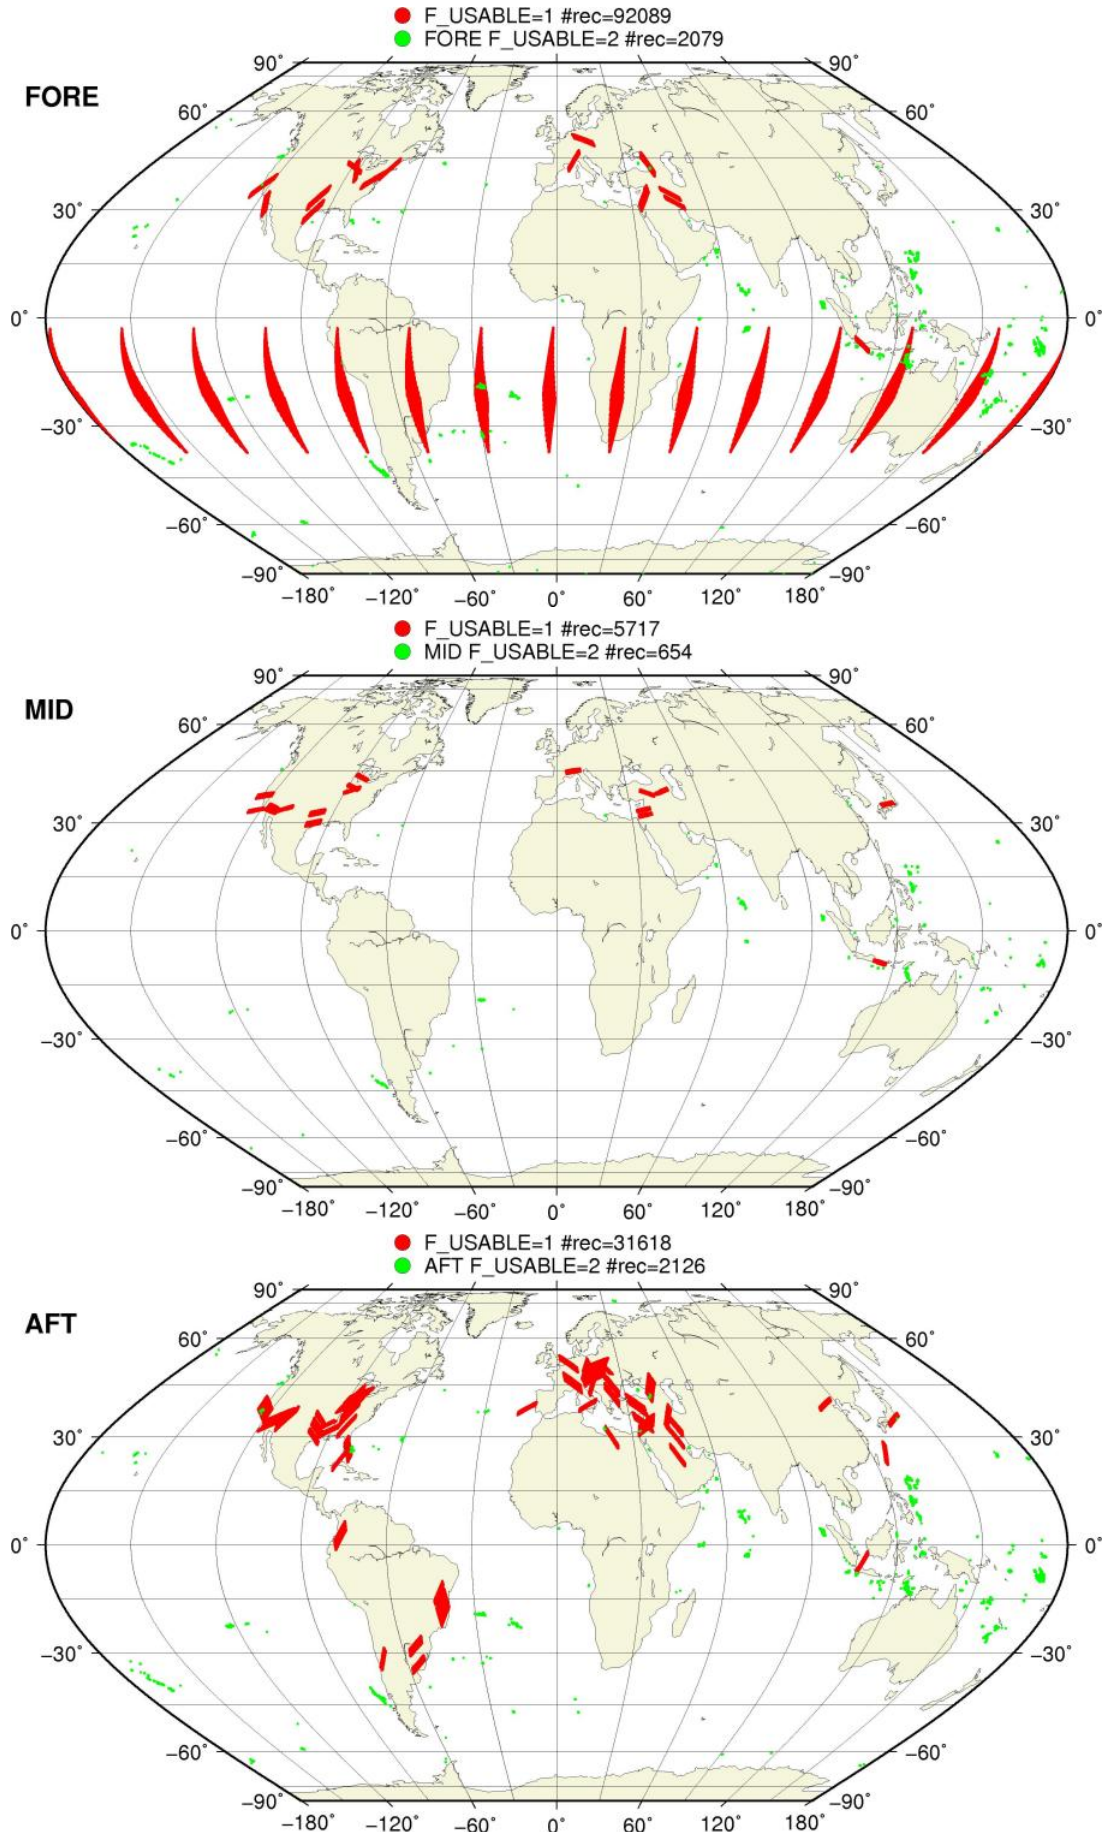 F_USABLE=1 #rec=92089
FORE F_USABLE=2 #rec=2079
90° 90°
FORE
60° 60°
30° 30°
0° 0°
−30° −30°
−60° −60°
−90° −90°
−180° −120° −60° 0° 60° 120° 180°
F_USABLE=1 #rec=5717
MID F_USABLE=2 #rec=654
90° 90°
MID
60° 60°
30° 30°
0° 0°
−30° −30°
−60° −60°
−90° −90°
−180° −120° −60° 0° 60° 120° 180°
F_USABLE=1 #rec=31618
AFT F_USABLE=2 #rec=2126
90° 90°
AFT
60° 60°
30° 30°
0° 0°
−30° −30°
−60° −60°
−90° −90°
−180° −120° −60° 0° 60° 120° 180°